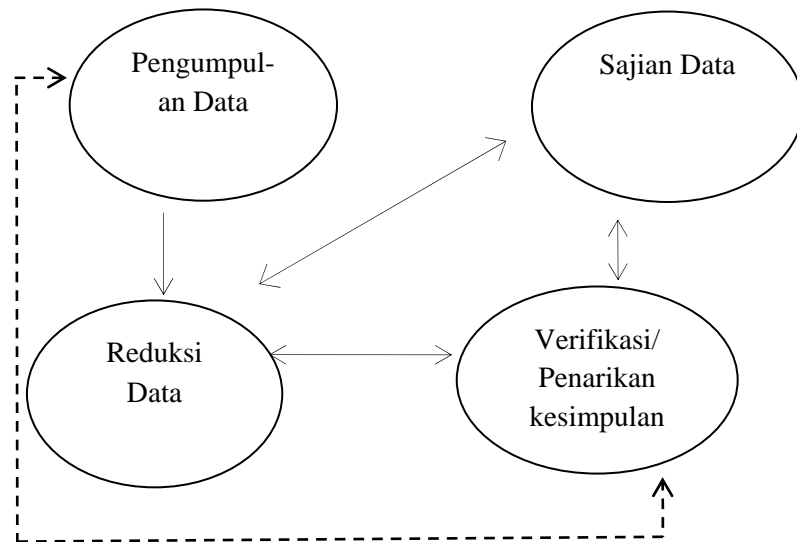 Pengumpul-
an Data
Sajian Data
Reduksi
Data
Verifikasi/
Penarikan
kesimpulan